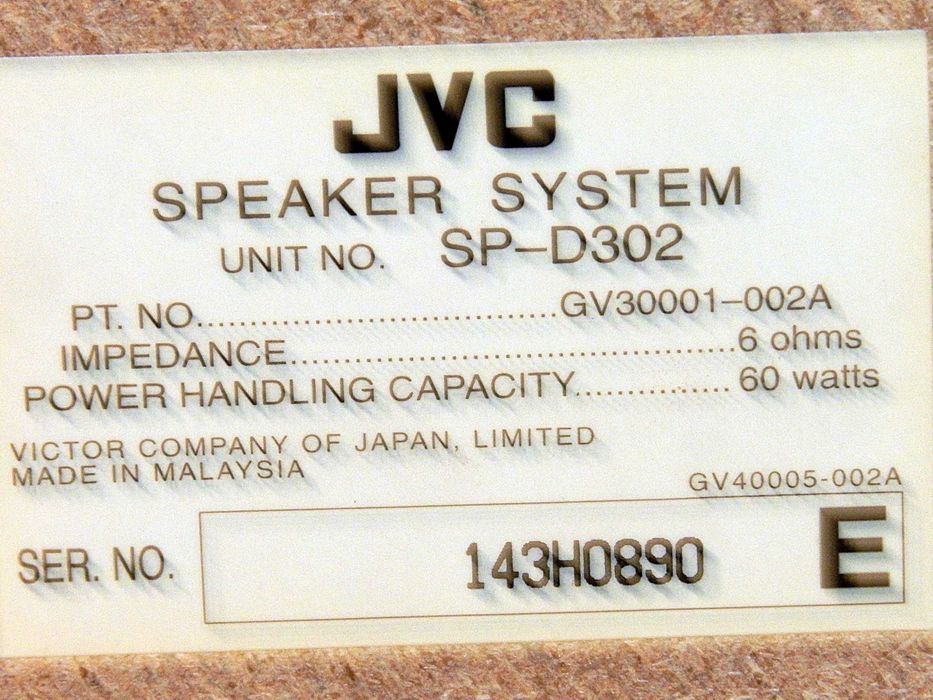 JVC
SPEAKER SYSTEM
UNIT NO. SP-D302
PT. NO..............................GV30001-002A
IMPEDANCE........................................6 ohms
POWER HANDLING CAPACITY............... 60 watts
VICTOR COMPANY OF JAPAN, LIMITED
MADE IN MALAYSIA
GV40005-002A
SER. NO. 143H0890 E